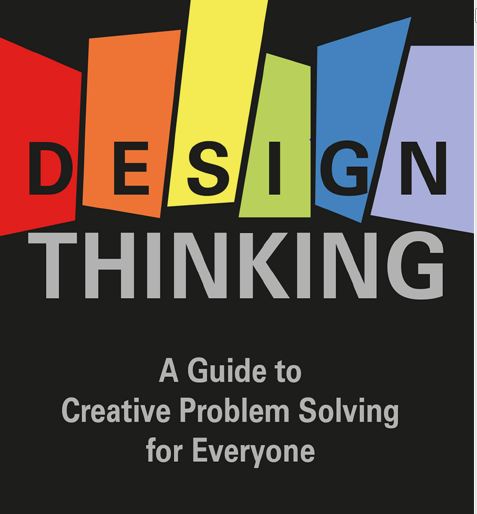 DESIGN
THINKING
A Guide to
Creative Problem Solving
for Everyone